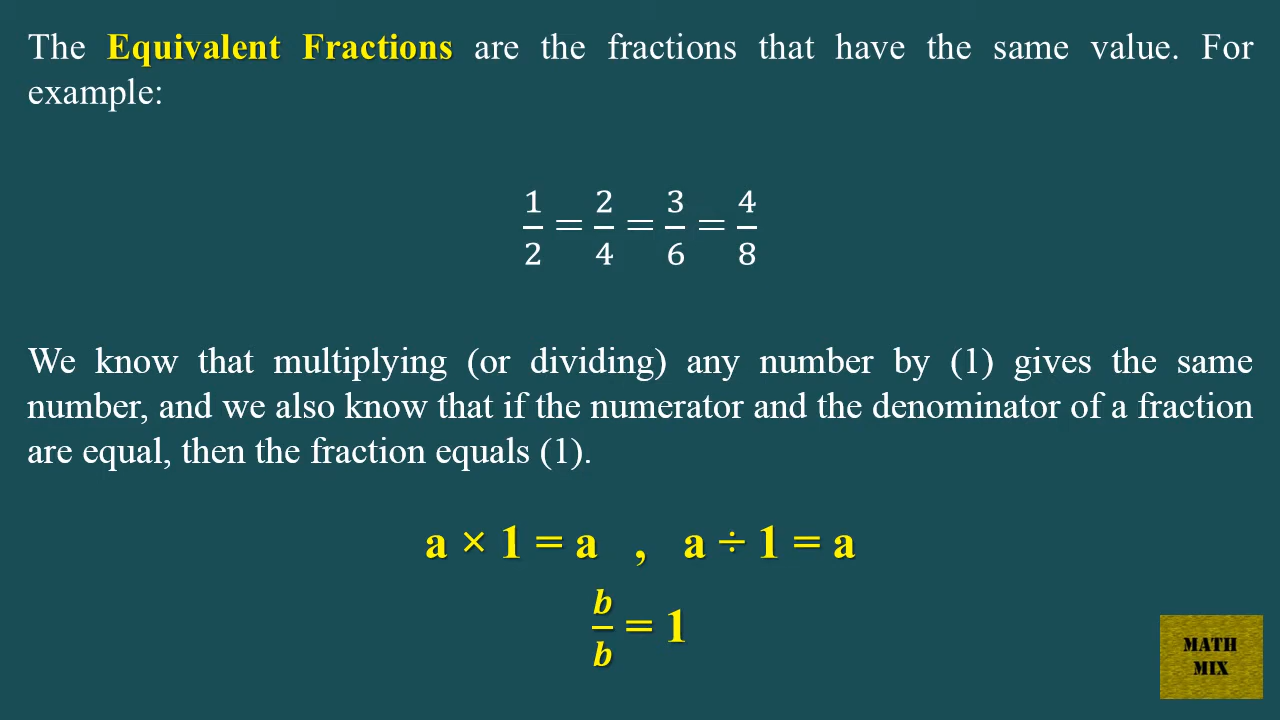 The Equivalent Fractions are the fractions that have the same value. For
example:
1/2 = 2/4 = 3/6 = 4/8
We know that multiplying (or dividing) any number by (1) gives the same
number, and we also know that if the numerator and the denominator of a fraction
are equal, then the fraction equals (1).
a × 1 = a , a ÷ 1 = a
b/b = 1
MATH
MIX